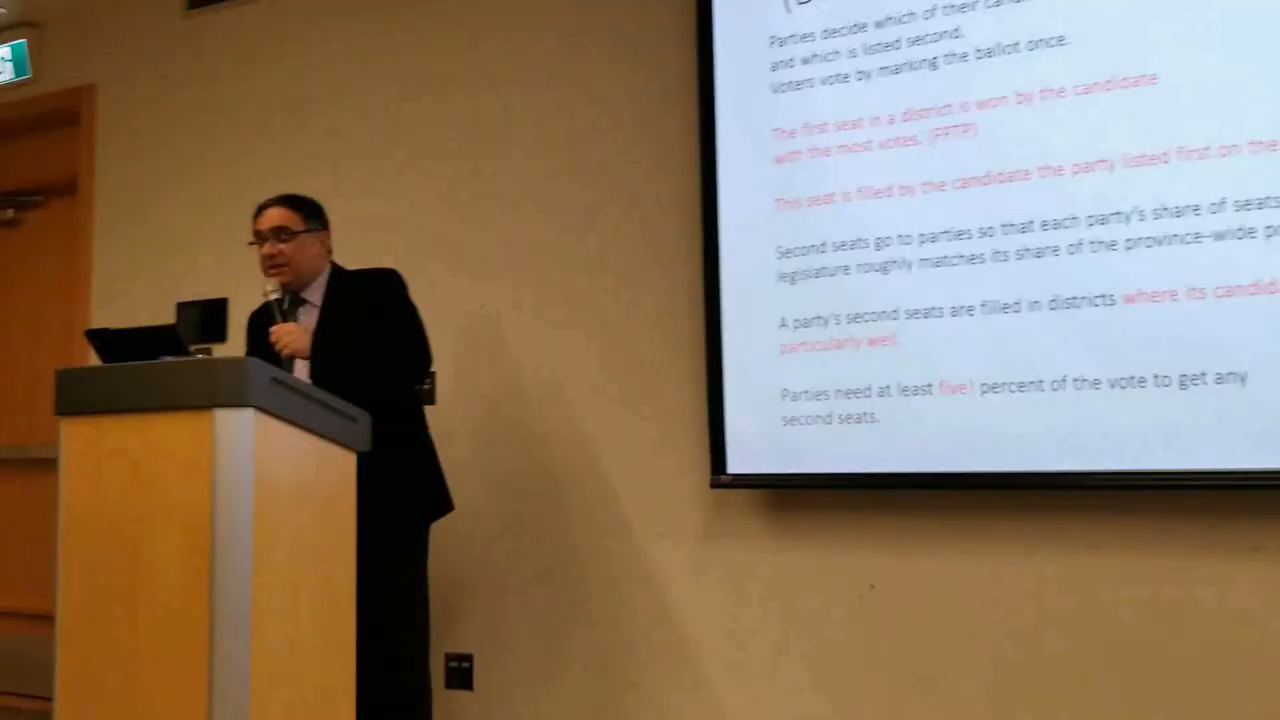 Parties decide which of their
and which is listed second.
Voters vote by marking the ballot once.
The first seat in a district is won by the candidate
with the most votes. (FPTP)
This seat is filled by the candidate the party listed first on the
Second seats go to parties so that each party's share of seats
legislature roughly matches its share of the province-wide
A party's second seats are filled in districts where its
particularly well.
Parties need at least five! percent of the vote to get any
second seats.